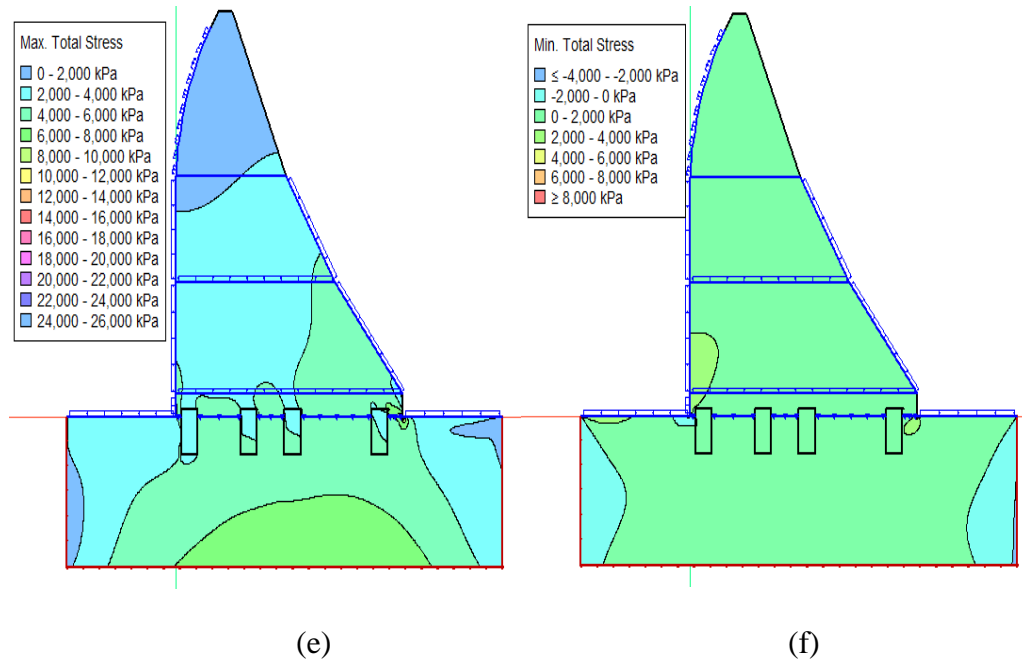 Max. Total Stress
0 - 2,000 kPa
2,000 - 4,000 kPa
4,000 - 6,000 kPa
6,000 - 8,000 kPa
8,000 - 10,000 kPa
10,000 - 12,000 kPa
12,000 - 14,000 kPa
14,000 - 16,000 kPa
16,000 - 18,000 kPa
18,000 - 20,000 kPa
20,000 - 22,000 kPa
22,000 - 24,000 kPa
24,000 - 26,000 kPa
Min. Total Stress
≤ -4,000 - -2,000 kPa
-2,000 - 0 kPa
0 - 2,000 kPa
2,000 - 4,000 kPa
4,000 - 6,000 kPa
6,000 - 8,000 kPa
≥ 8,000 kPa
(e)
(f)